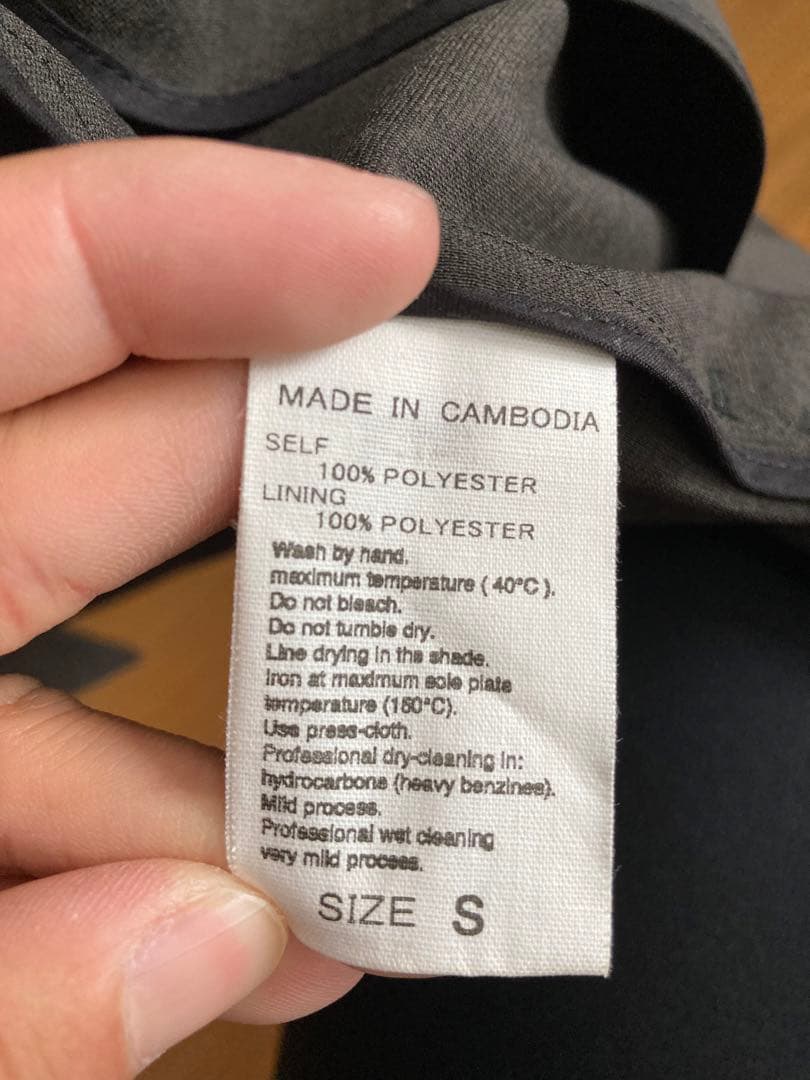 MADE IN CAMBODIA
SELF
100% POLYESTER
LINING
100% POLYESTER
Wash by hand.
maximum temperature ( 40°C ).
Do not bleach.
Do not tumble dry.
Line drying in the shade.
Iron at maximum sole plate
temperature (150°C).
Use press-cloth.
Professional dry-cleaning in:
hydrocarbons (heavy benzines).
Mild process.
Professional wet cleaning
very mild process.
SIZE S